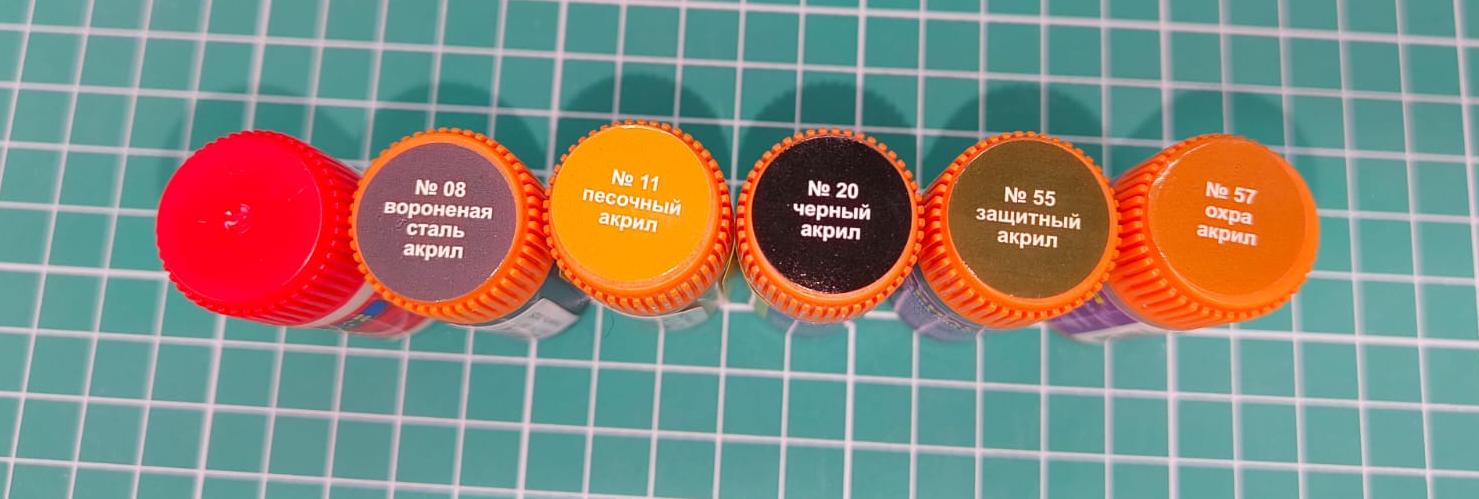 № 08
вороненая
сталь
акрил
№ 11
песочный
акрил
№ 20
черный
акрил
№ 55
защитный
акрил
№ 57
охра
акрил